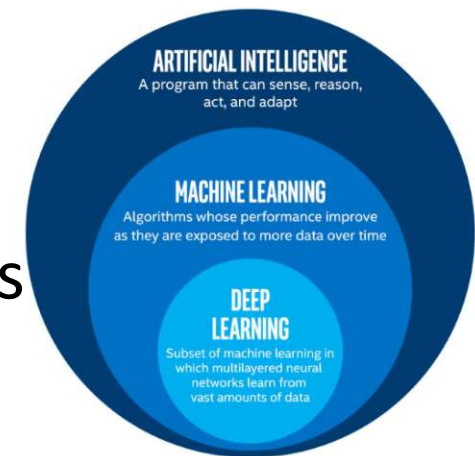 ARTIFICIAL INTELLIGENCE
A program that can sense, reason,
act, and adapt
MACHINE LEARNING
Algorithms whose performance improve
as they are exposed to more data over time
s
DEEP
LEARNING
Subset of machine learning in
which multilayered neural
networks learn from
vast amounts of data